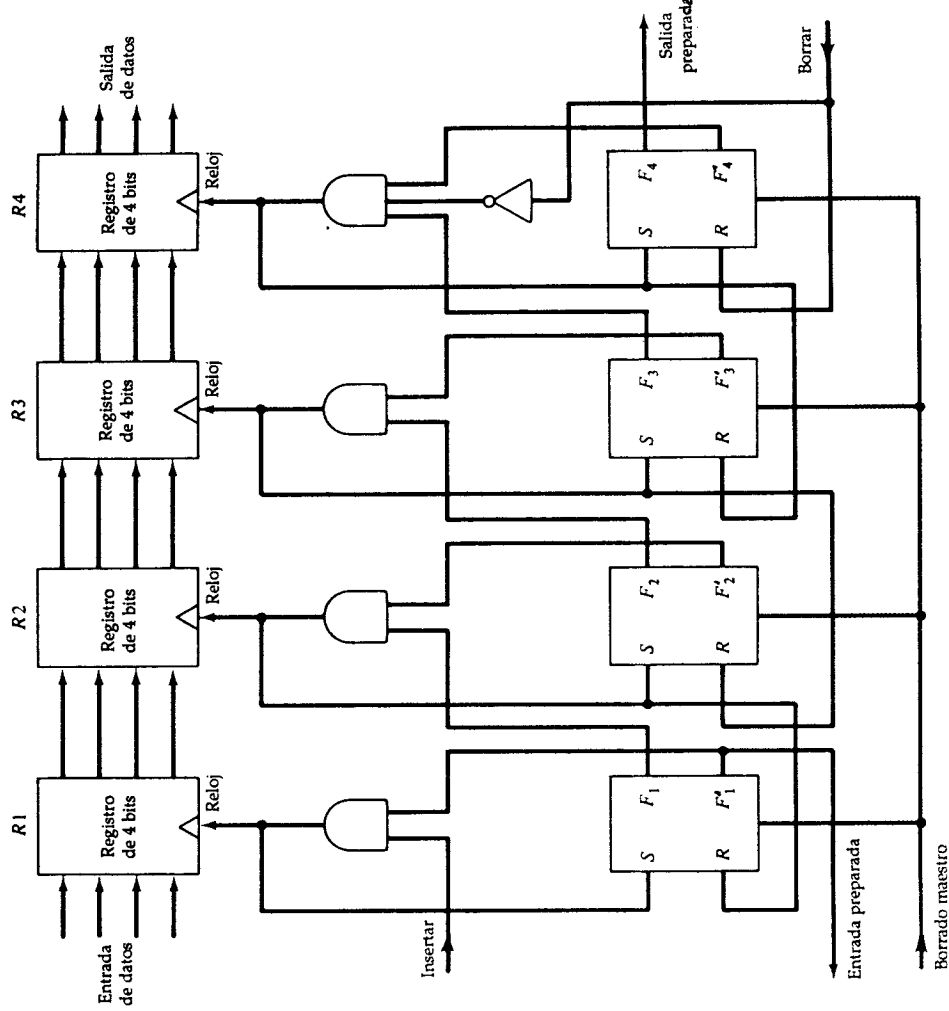 R1
R2
R3
R4
Entrada
de datos
Registro
de 4 bits
Registro
de 4 bits
Registro
de 4 bits
Registro
de 4 bits
Salida
de datos
Reloj
Reloj
Reloj
Reloj
Insertar
S
F₁
R
F'₁
S
F₂
R
F'₂
S
F₃
R
F'₃
S
F₄
R
F'₄
Salida
preparada
Borrar
Entrada preparada
Borrado maestro